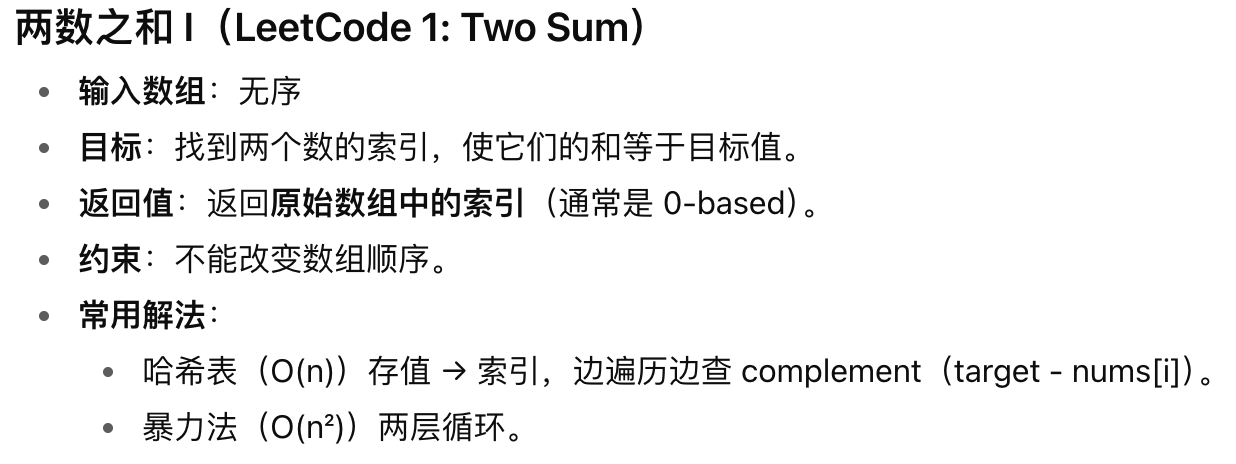 两数之和 I（LeetCode 1: Two Sum）
• 输入数组：无序
• 目标：找到两个数的索引，使它们的和等于目标值。
• 返回值：返回原始数组中的索引（通常是 0-based）。
• 约束：不能改变数组顺序。
• 常用解法：
• 哈希表（O(n)）存值 → 索引，边遍历边查 complement（target - nums[i]）。
• 暴力法（O(n²)）两层循环。